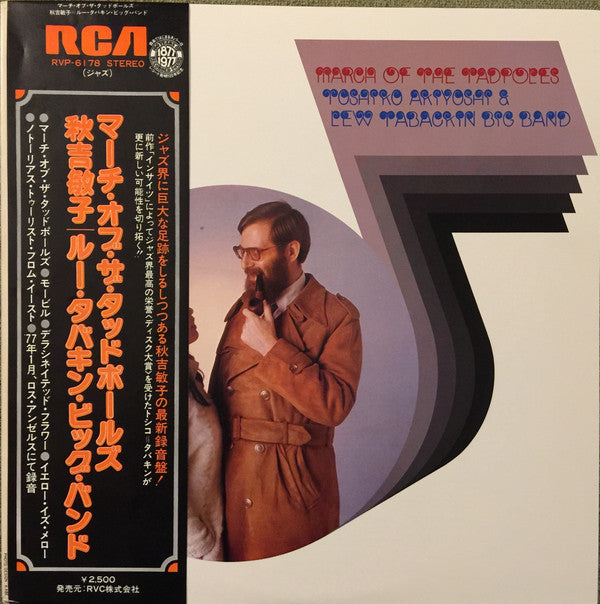 マーチ・オブ・ザ・タッドポールズ
秋吉敏子=ルー・タバキン・ビッグ・バンド
RCA
RVP-6178 STEREO
(ジャズ)
1877
1977
MARCH OF THE TADPOLES
TOSHIKO AKIYOSHI &
LEW TABACKIN BIG BAND
ジャズ界に巨大な足跡をしるしつつある秋吉敏子の最新録音盤!
前作「インサイツ」によってジャズ界最高の栄誉〈ディスク大賞〉を受けたトシコ=タバキンが
更に新しい可能性を切り拓く!!
マーチ・オブ・ザ・タッドポールズ
秋吉敏子/ルー・タバキン・ビッグ・バンド
●マーチ・オブ・ザ・タッドポールズ●モービル●デラシネイテッド・フラワー●イエロー・イズ・メロー
●ノトーリアス・トゥーリスト・フロム・イースト●77年1月、ロス・アンゼルスにて録音
¥2,500
発売元:RVC株式会社